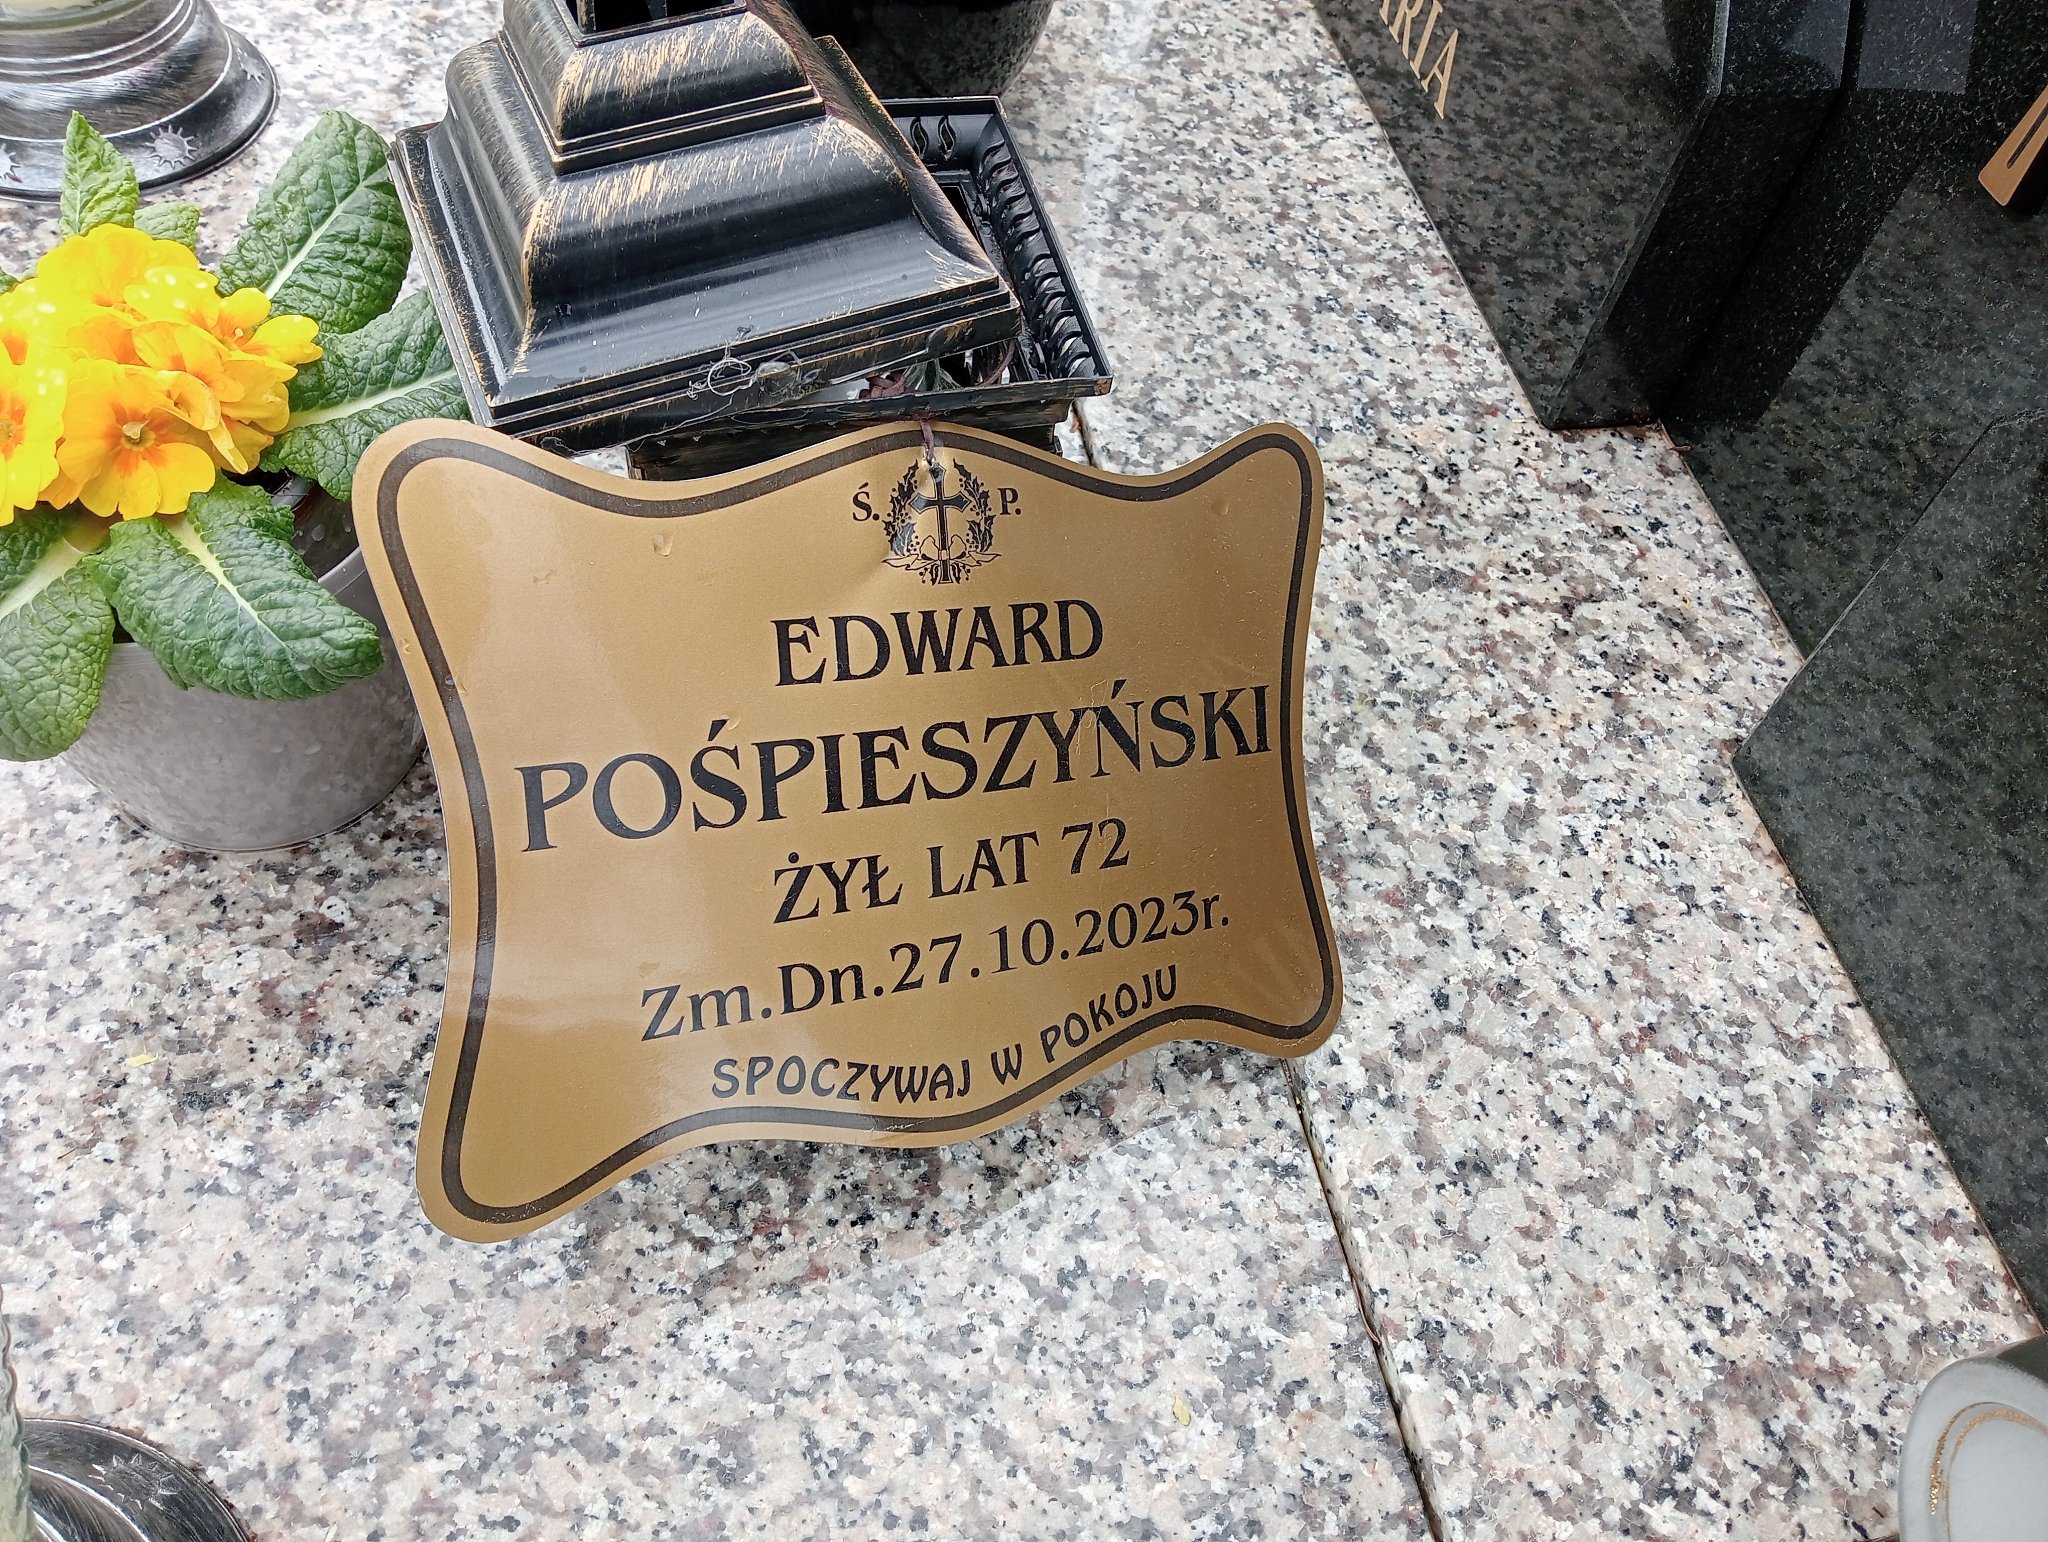 Ś. P.
EDWARD
POŚPIESZYŃSKI
ŻYŁ LAT 72
Zm.Dn.27.10.2023r.
SPOCZYWAJ W POKOJU